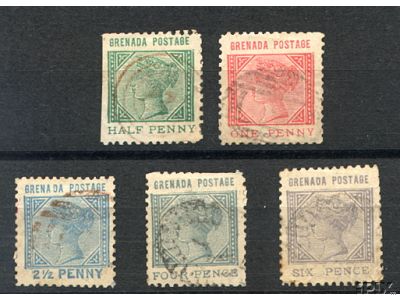 GRENADA POSTAGE
HALF PENNY
GRENADA POSTAGE
ONE PENNY
GRENADA POSTAGE
2½ PENNY
GRENADA POSTAGE
FOUR PENCE
GRENADA POSTAGE
SIX PENCE